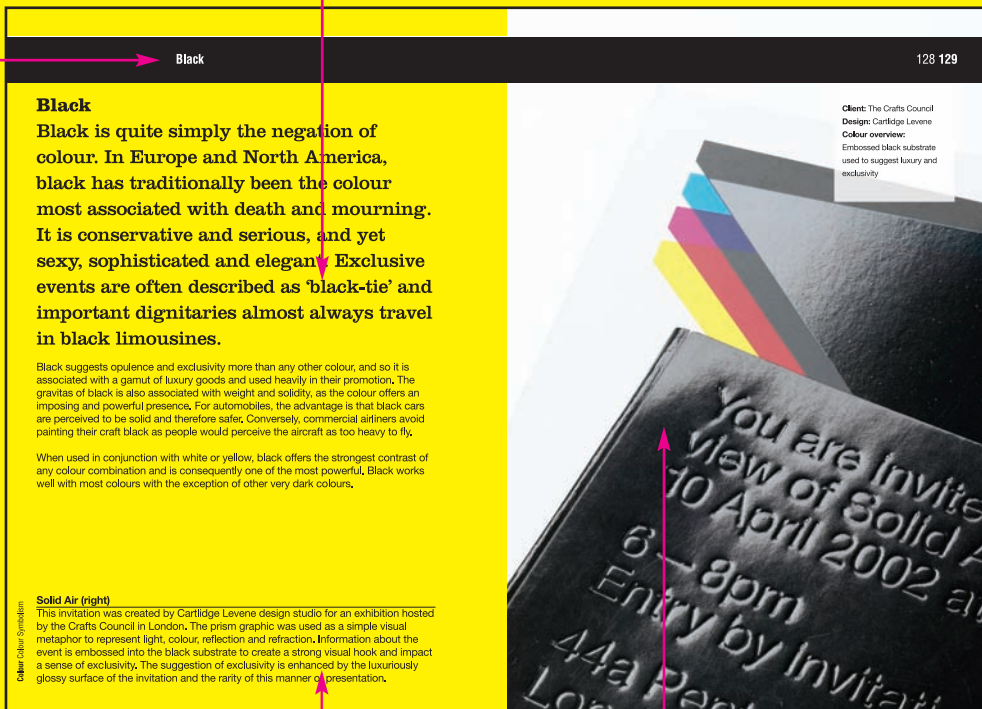 Black
128 129
Black
Black is quite simply the negation of
colour. In Europe and North America,
black has traditionally been the colour
most associated with death and mourning.
It is conservative and serious, and yet
sexy, sophisticated and elegant. Exclusive
events are often described as ‘black-tie’ and
important dignitaries almost always travel
in black limousines.
Black suggests opulence and exclusivity more than any other colour, and so it is
associated with a gamut of luxury goods and used heavily in their promotion. The
gravitas of black is also associated with weight and solidity, as the colour offers an
imposing and powerful presence. For automobiles, the advantage is that black cars
are perceived to be solid and therefore safer. Conversely, commercial airliners avoid
painting their craft black as people would perceive the aircraft as too heavy to fly.
When used in conjunction with white or yellow, black offers the strongest contrast of
any colour combination and is consequently one of the most powerful. Black works
well with most colours with the exception of other very dark colours.
Solid Air (right)
This invitation was created by Cartlidge Levene design studio for an exhibition hosted
by the Crafts Council in London. The prism graphic was used as a simple visual
metaphor to represent light, colour, reflection and refraction. Information about the
event is embossed into the black substrate to create a strong visual hook and impact
a sense of exclusivity. The suggestion of exclusivity is enhanced by the luxuriously
glossy surface of the invitation and the rarity of this manner of presentation.
Colour Colour Symbolism
Client: The Crafts Council
Design: Cartlidge Levene
Colour overview:
Embossed black substrate
used to suggest luxury and
exclusivity
You are invite
View of Solid A
10 April 2002 a
6 – 8pm
Entry by Invitati
44a Pen
Lon